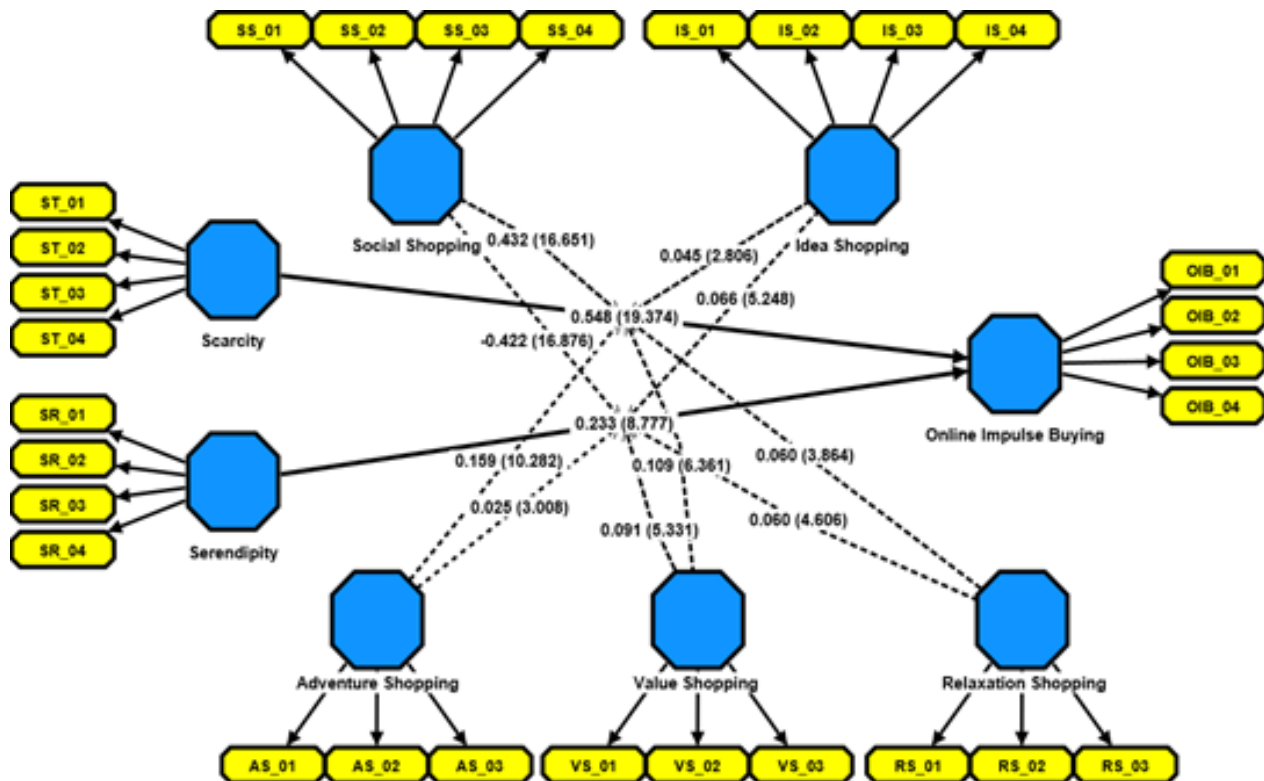 SS_01 SS_02 SS_03 SS_04
IS_01 IS_02 IS_03 IS_04
ST_01
ST_02
ST_03
ST_04
Scarcity
Social Shopping
Idea Shopping
0.432 (16.651)
0.045 (2.806)
0.066 (5.248)
0.548 (19.374)
-0.422 (16.876)
OIB_01
OIB_02
OIB_03
OIB_04
Online Impulse Buying
SR_01
SR_02
SR_03
SR_04
Serendipity
0.233 (8.777)
0.159 (10.282)
0.109 (6.361)
0.060 (3.864)
0.025 (3.008)
0.091 (5.331)
0.060 (4.606)
Adventure Shopping
Value Shopping
Relaxation Shopping
AS_01 AS_02 AS_03
VS_01 VS_02 VS_03
RS_01 RS_02 RS_03